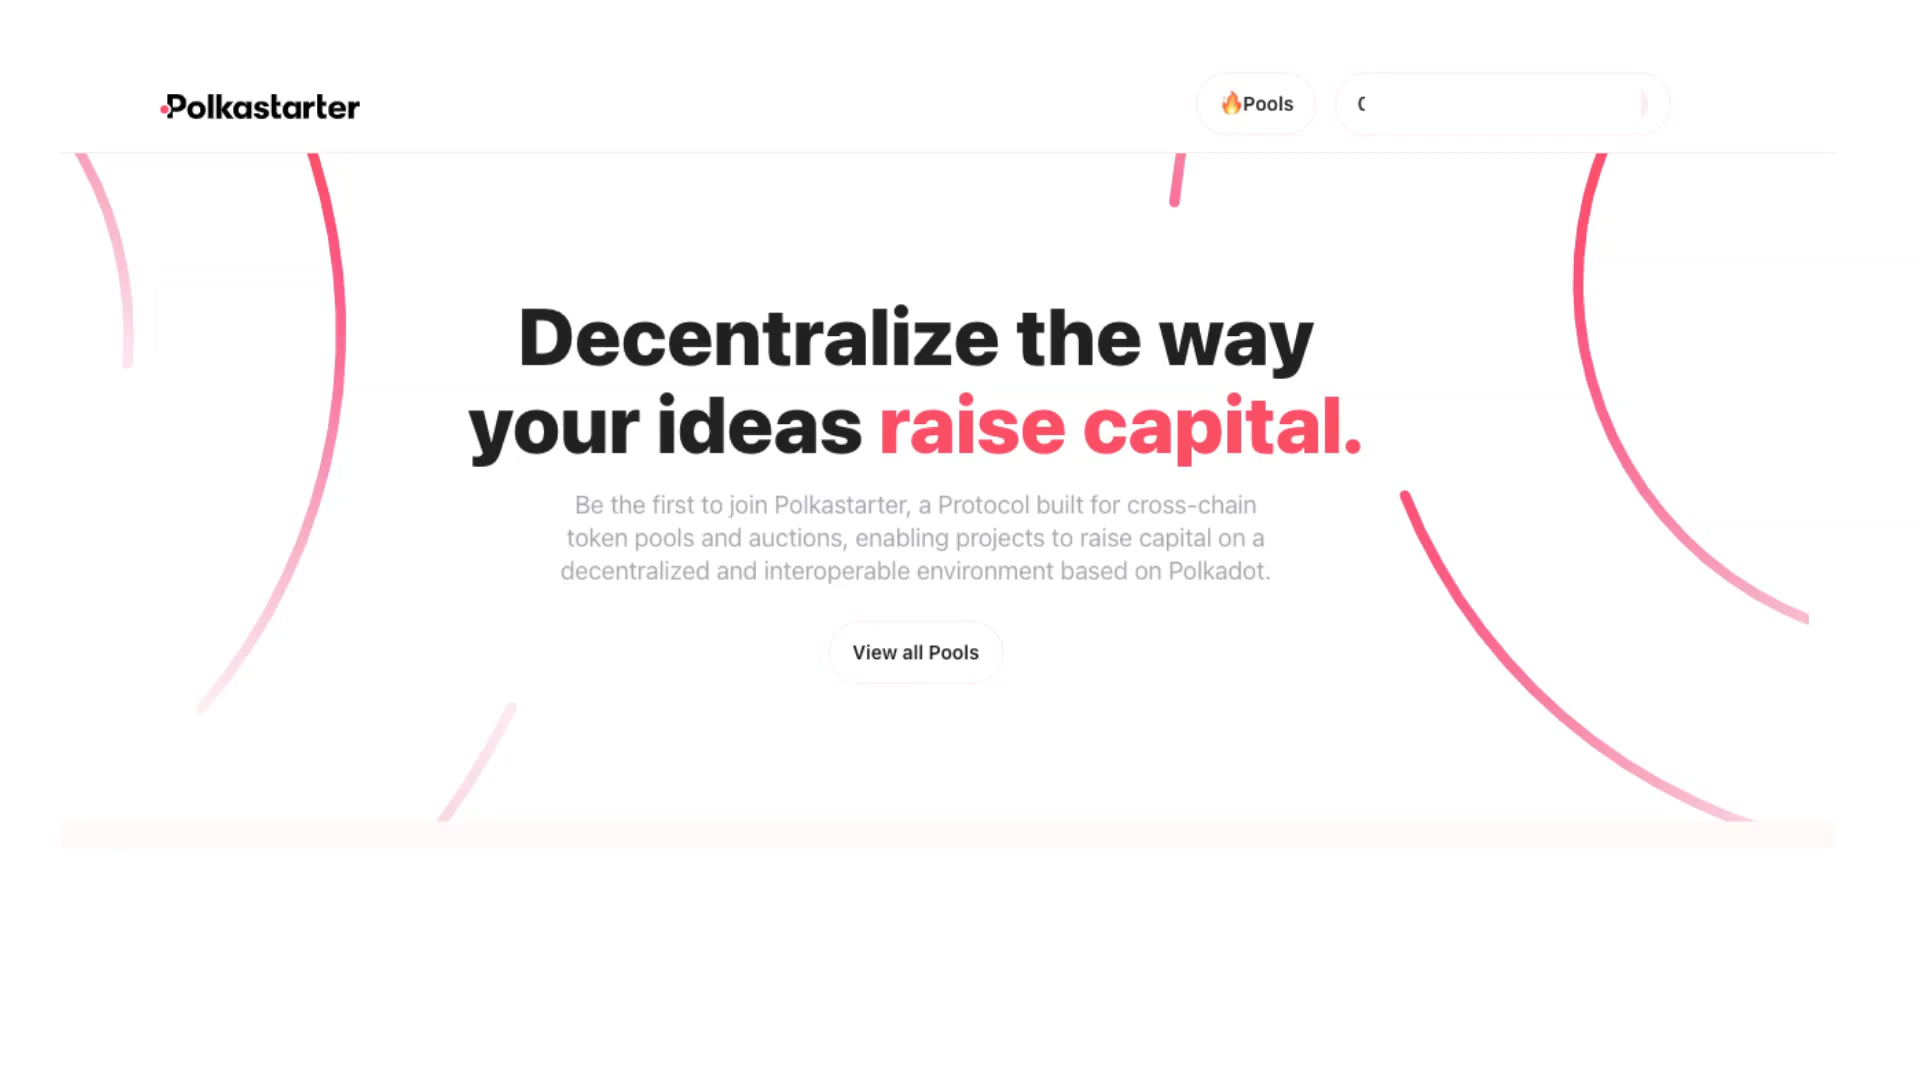 Polkastarter
🔥Pools
Decentralize the way
your ideas raise capital.
Be the first to join Polkastarter, a Protocol built for cross-chain
token pools and auctions, enabling projects to raise capital on a
decentralized and interoperable environment based on Polkadot.
View all Pools